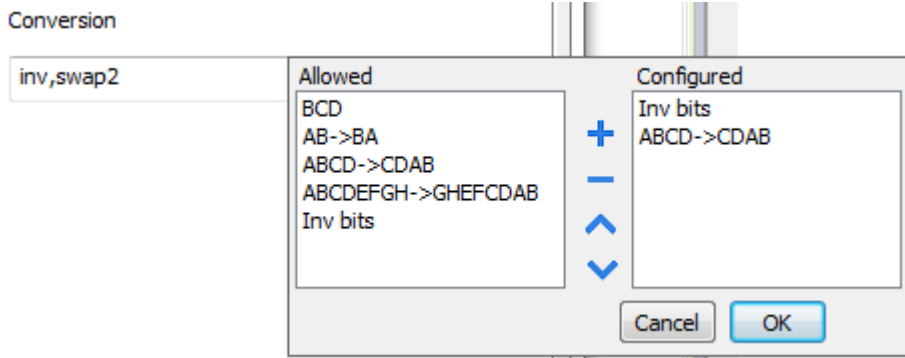 Conversion
inv,swap2
Allowed
BCD
AB->BA
ABCD->CDAB
ABCDEFGH->GHEFCDAB
Inv bits
Configured
Inv bits
ABCD->CDAB
Cancel
OK